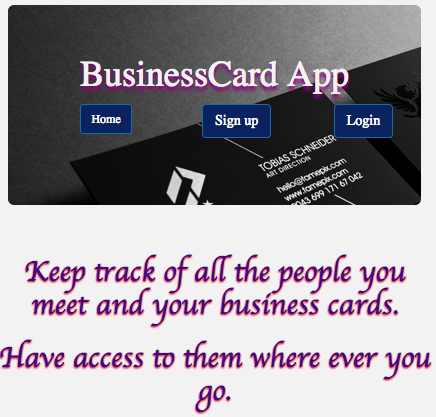 BusinessCard App
Home
Sign up
Login
TOBIAS SCHNEIDER
ART DIRECTION
hello@famepix.com
www.famepix.com
0043 699 171 67 042
Keep track of all the people you
meet and your business cards.
Have access to them where ever you
go.